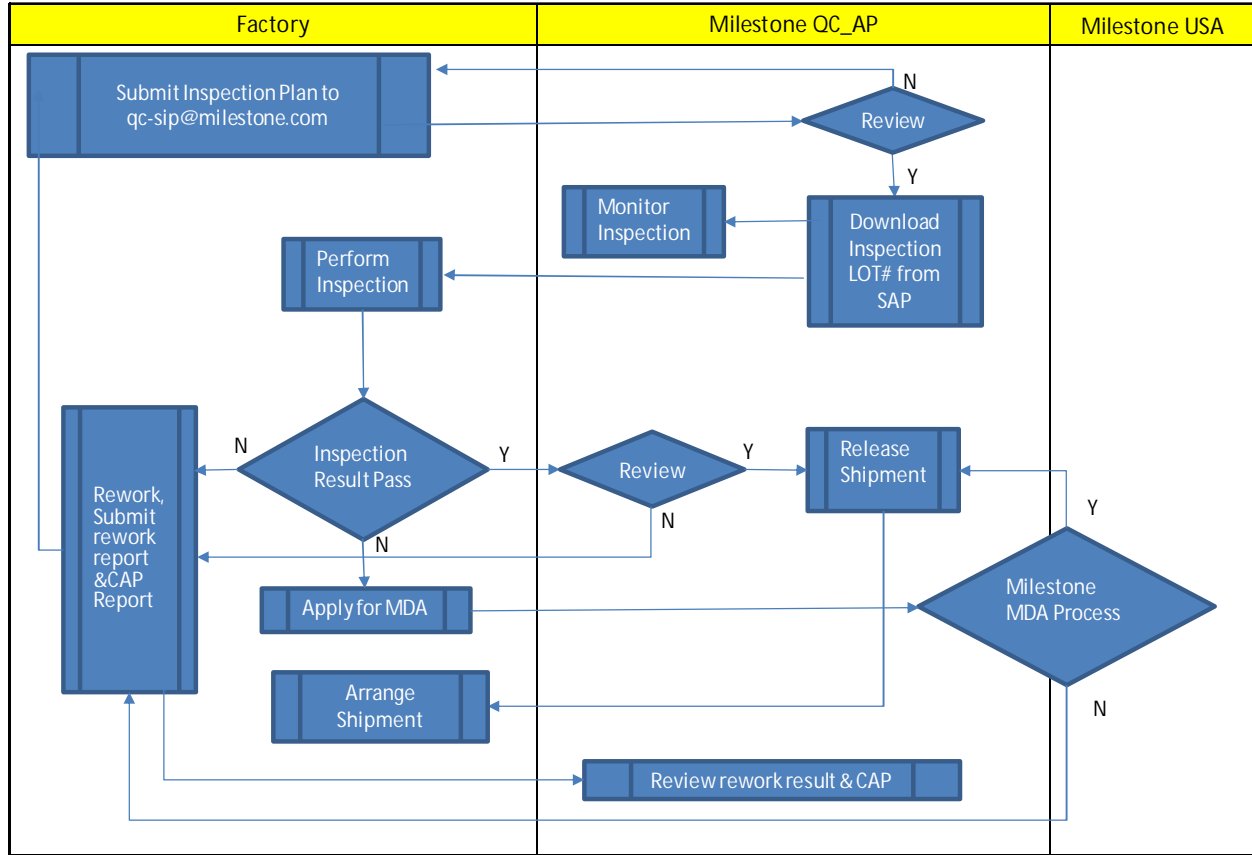 Factory
Milestone QC_AP
Milestone USA
Submit Inspection Plan to
qc-sip@milestone.com
N
Review
Y
Monitor
Inspection
Download
Inspection
LOT# from
SAP
Perform
Inspection
N
Inspection
Result Pass
Y
Review
Y
Release
Shipment
Rework,
Submit
rework
report
&CAP
Report
N
N
Y
Apply for MDA
Milestone
MDA Process
Arrange
Shipment
N
Review rework result & CAP